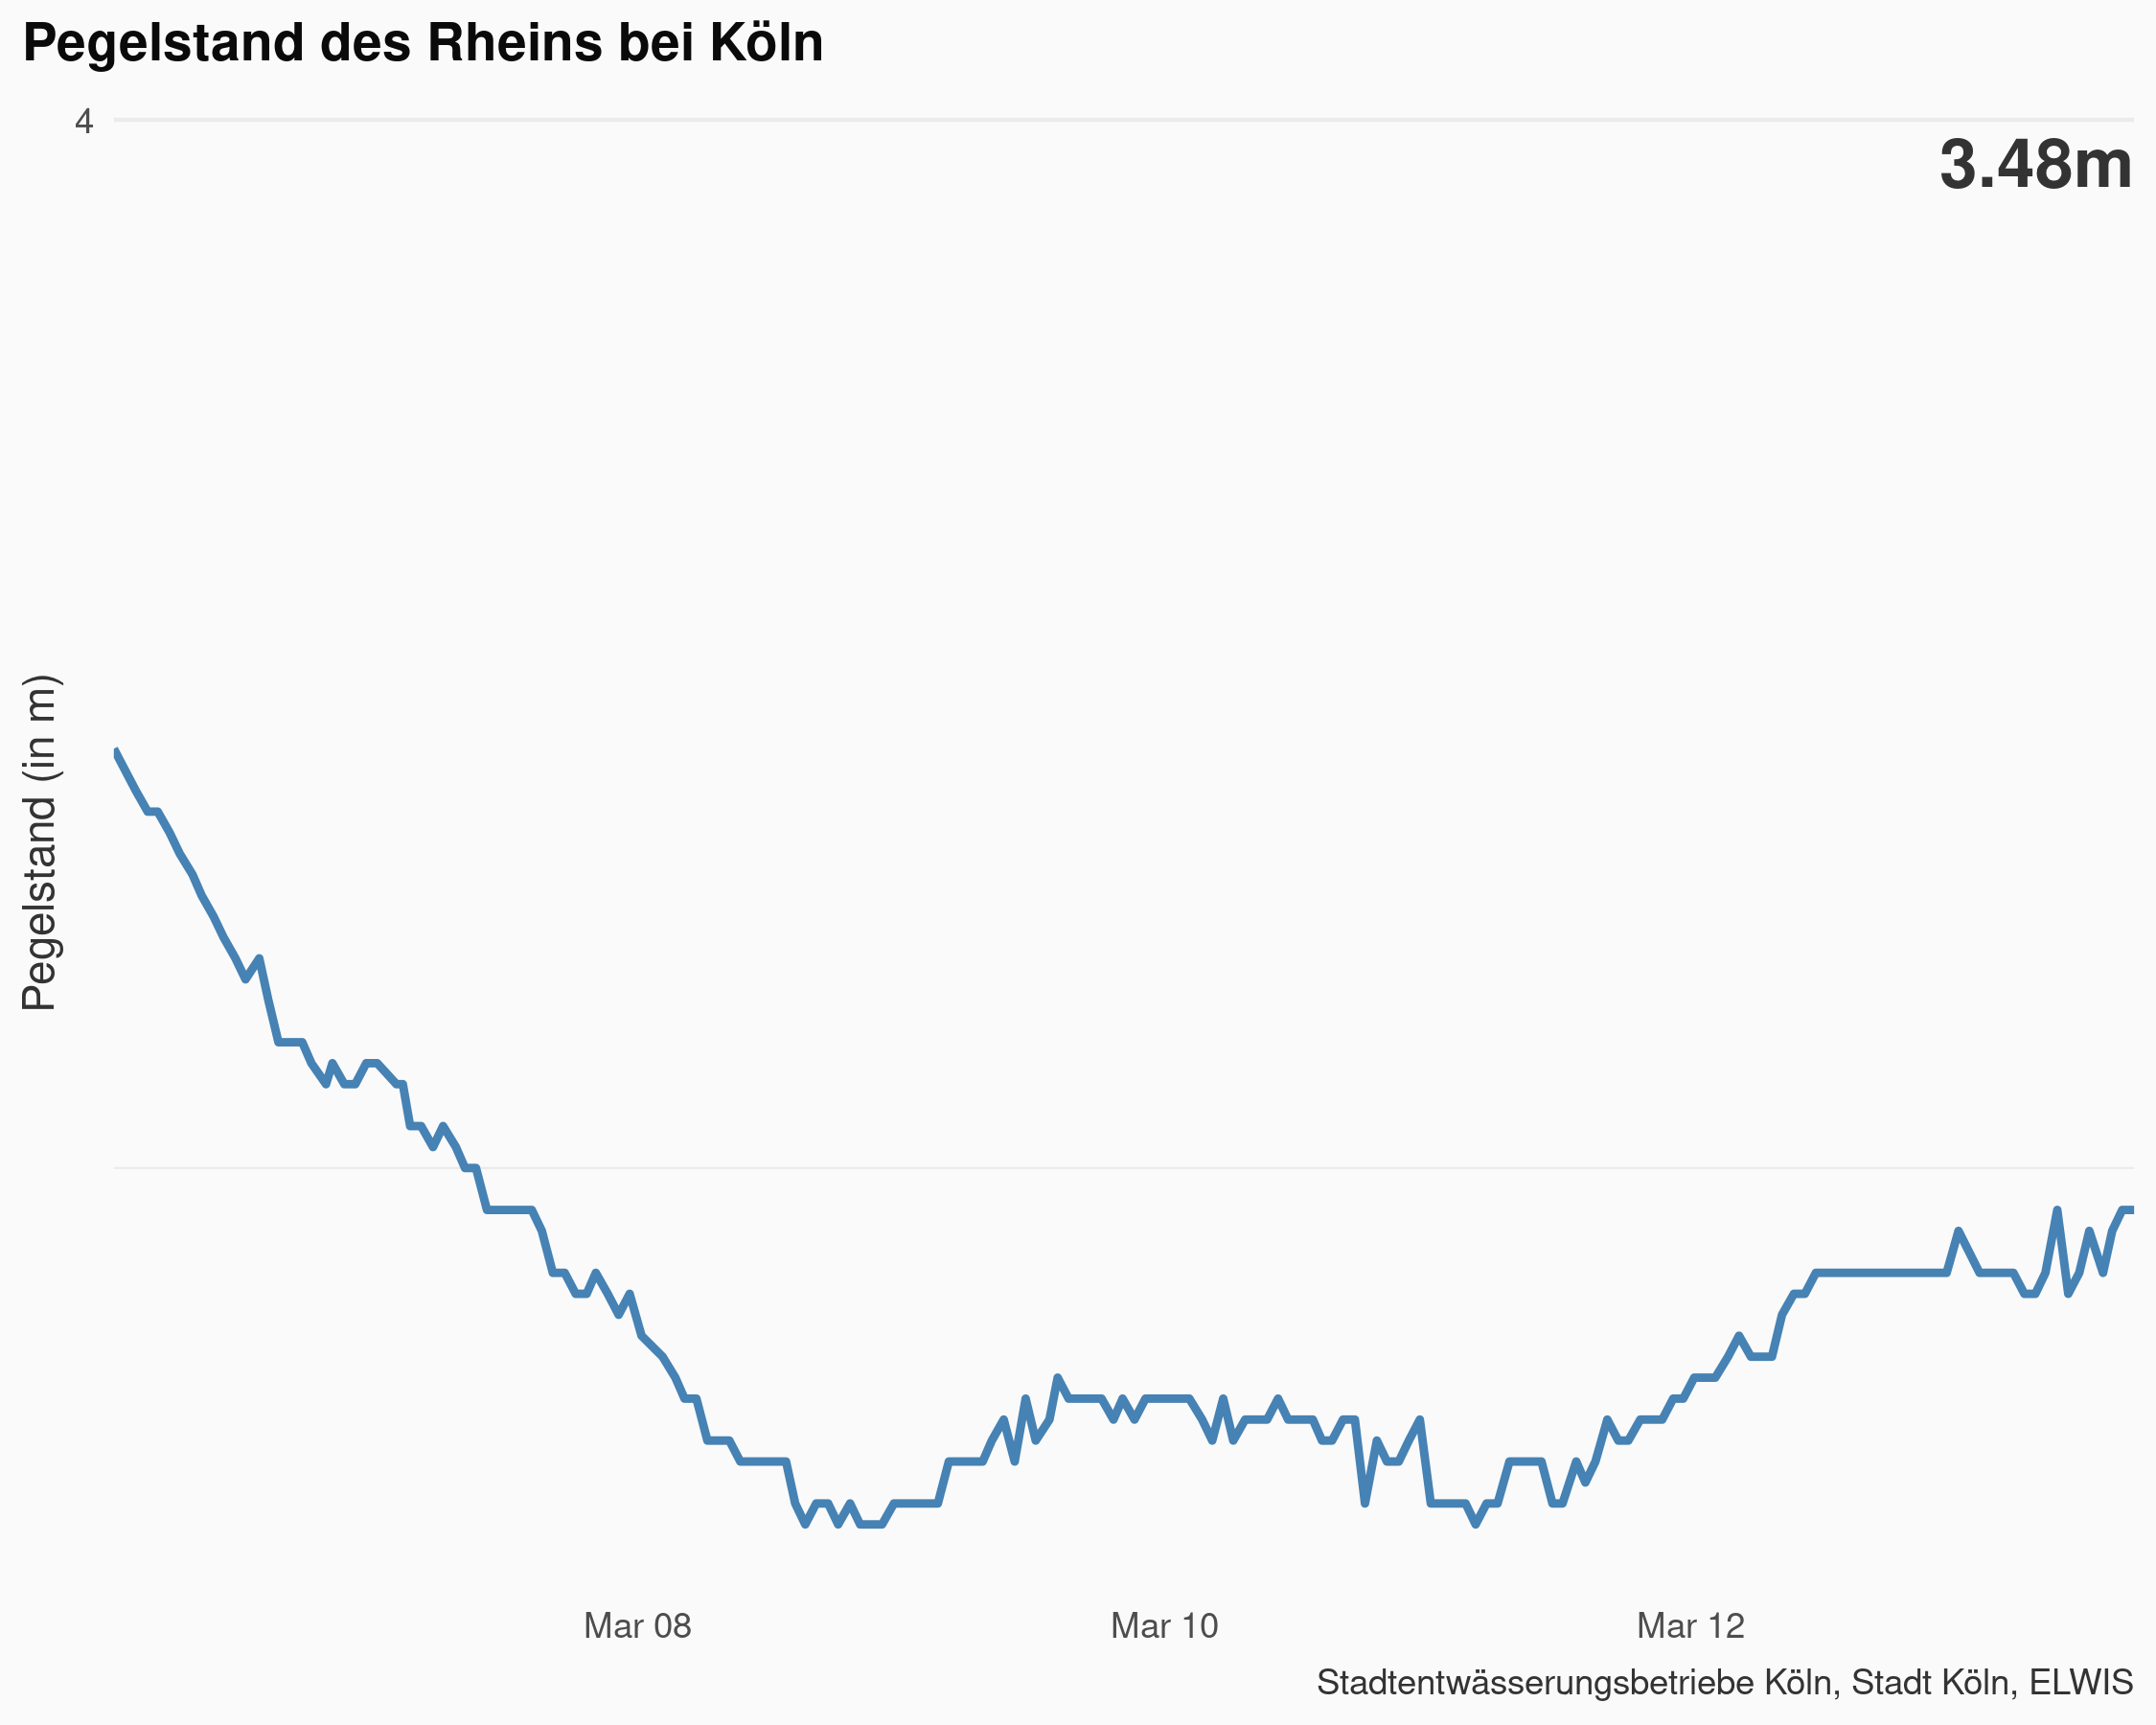 Pegelstand des Rheins bei Köln
4
3.48m
Pegelstand (in m)
Mar 08
Mar 10
Mar 12
Stadtentwässerungsbetriebe Köln, Stadt Köln, ELWIS